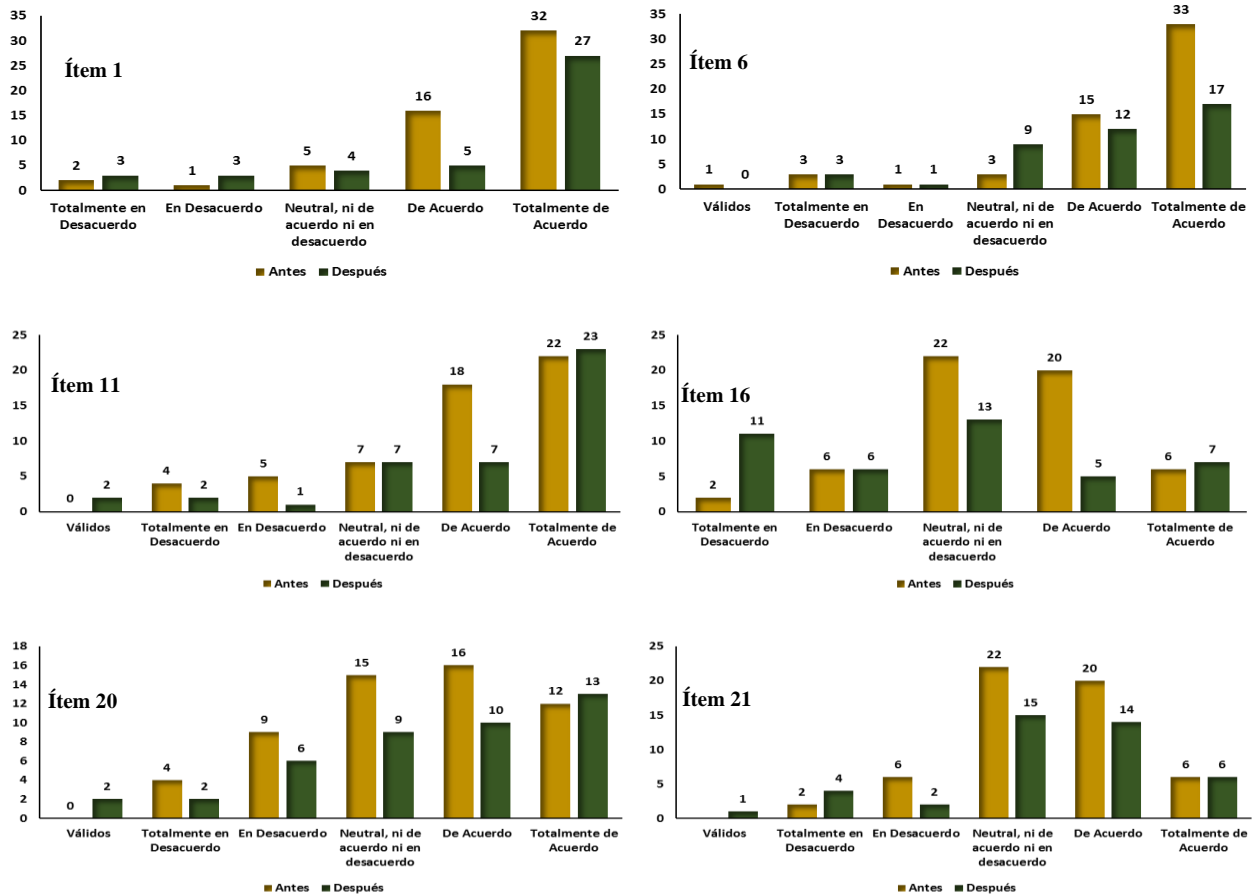 Ítem 1
35
30
25
20
15
10
5
0
2 3 1 3 5 4 16 5 32 27
Totalmente en En Desacuerdo Neutral, ni de De Acuerdo Totalmente de
Desacuerdo acuerdo ni en Acuerdo
desacuerdo
Antes Después
Ítem 6
35
30
25
20
15
10
5
0
1 0 3 3 1 1 3 9 15 12 33 17
Válidos Totalmente en En Neutral, ni de De Acuerdo Totalmente de
Desacuerdo Desacuerdo acuerdo ni en Acuerdo
desacuerdo
Antes Después
Ítem 11
25
20
15
10
5
0
0 2 4 2 5 1 7 7 18 7 22 23
Válidos Totalmente en En Desacuerdo Neutral, ni de De Acuerdo Totalmente de
Desacuerdo acuerdo ni en Acuerdo
desacuerdo
Antes Después
Ítem 16
25
20
15
10
5
0
2 11 6 6 22 13 20 5 6 7
Totalmente en En Desacuerdo Neutral, ni de De Acuerdo Totalmente de
Desacuerdo acuerdo ni en Acuerdo
desacuerdo
Antes Después
Ítem 20
18
16
14
12
10
8
6
4
2
0
0 2 4 2 9 6 15 9 16 10 12 13
Válidos Totalmente en En Desacuerdo Neutral, ni de De Acuerdo Totalmente de
Desacuerdo acuerdo ni en Acuerdo
desacuerdo
Antes Después
Ítem 21
25
20
15
10
5
0
1 2 4 6 2 22 15 20 14 6 6
Válidos Totalmente en En Desacuerdo Neutral, ni de De Acuerdo Totalmente de
Desacuerdo acuerdo ni en Acuerdo
desacuerdo
Antes Después